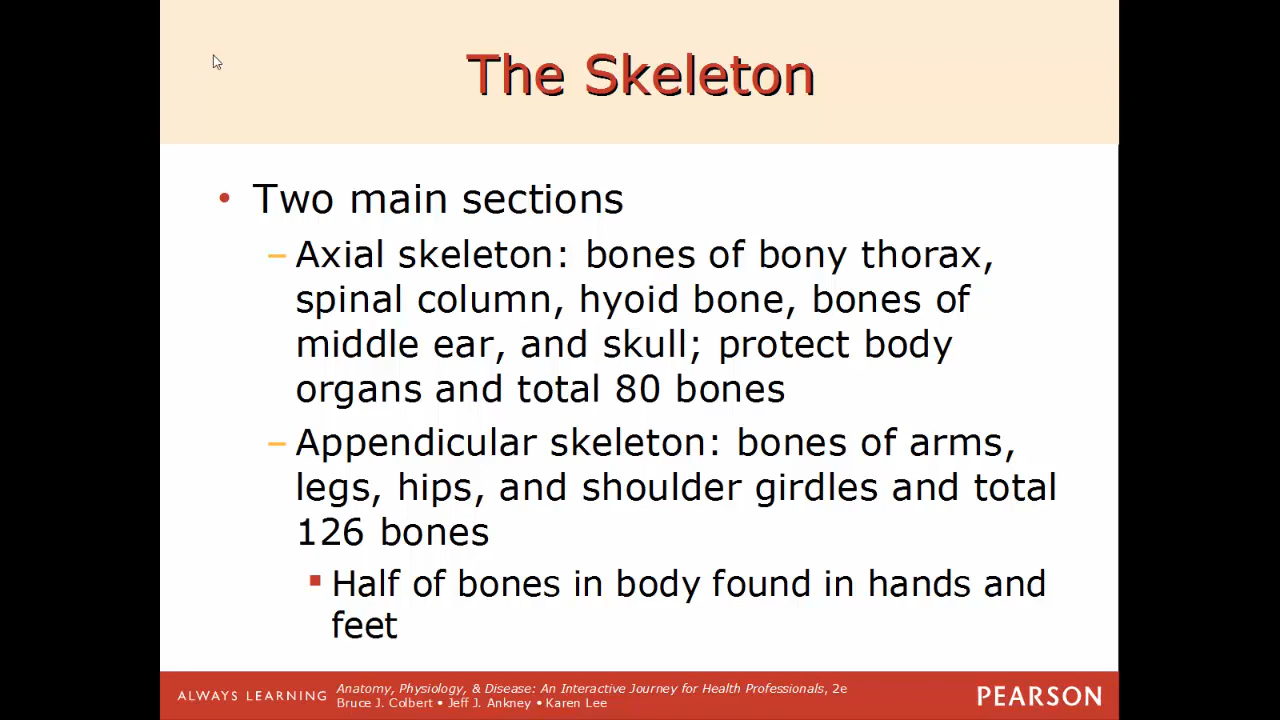 The Skeleton
• Two main sections
– Axial skeleton: bones of bony thorax,
spinal column, hyoid bone, bones of
middle ear, and skull; protect body
organs and total 80 bones
– Appendicular skeleton: bones of arms,
legs, hips, and shoulder girdles and total
126 bones
▪ Half of bones in body found in hands and
feet
ALWAYS LEARNING
Anatomy, Physiology, & Disease: An Interactive Journey for Health Professionals, 2e
Bruce J. Colbert • Jeff J. Ankney • Karen Lee
PEARSON